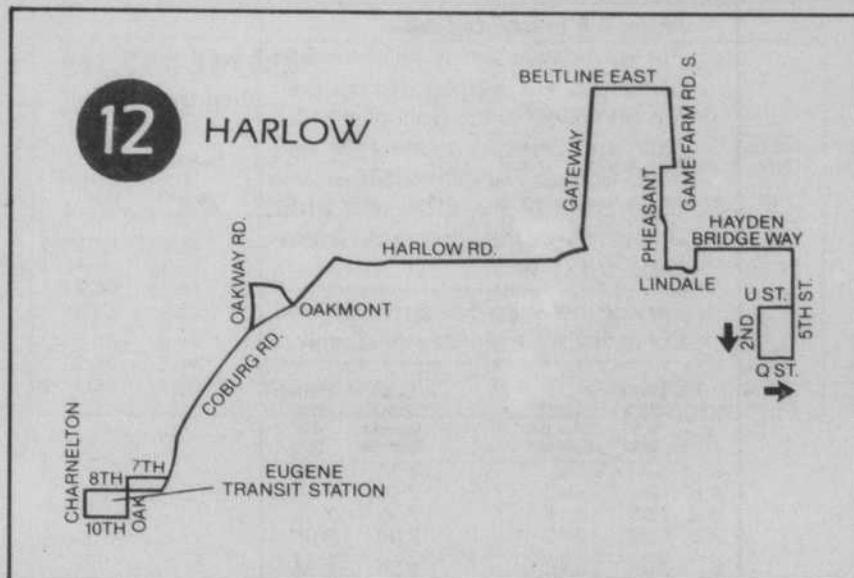 12 HARLOW
BELTLINE EAST
GATEWAY
GAME FARM RD. S.
PHEASANT
HAYDEN
BRIDGE WAY
HARLOW RD.
OAKWAY RD
OAKMONT
LINDALE
U ST.
2ND
5TH ST.
Q ST.
COBURG RD.
CHARNELTON
7TH
8TH
OAK
10TH
EUGENE
TRANSIT STATION